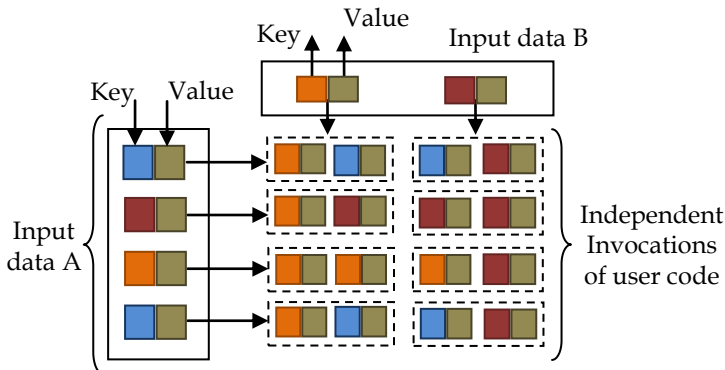 Key
Value
Input data B
Key
Value
Input
data A
Independent
Invocations
of user code